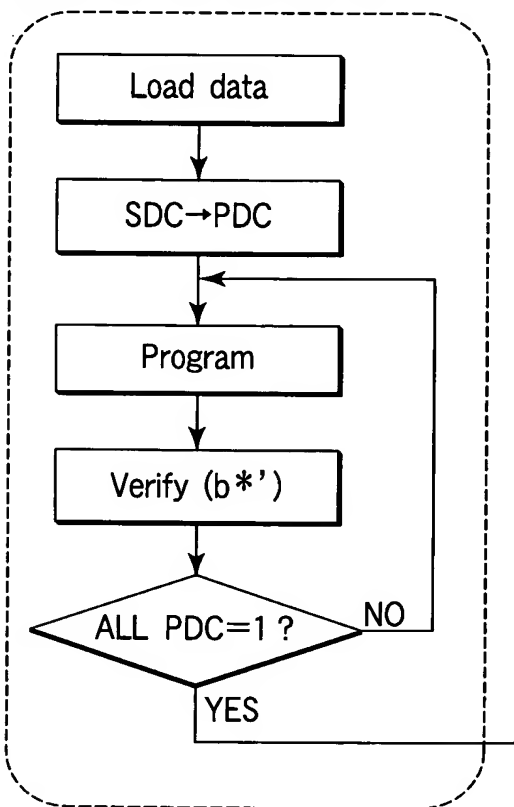 Load data
SDC→PDC
Program
Verify (b*')
ALL PDC=1?
NO
YES